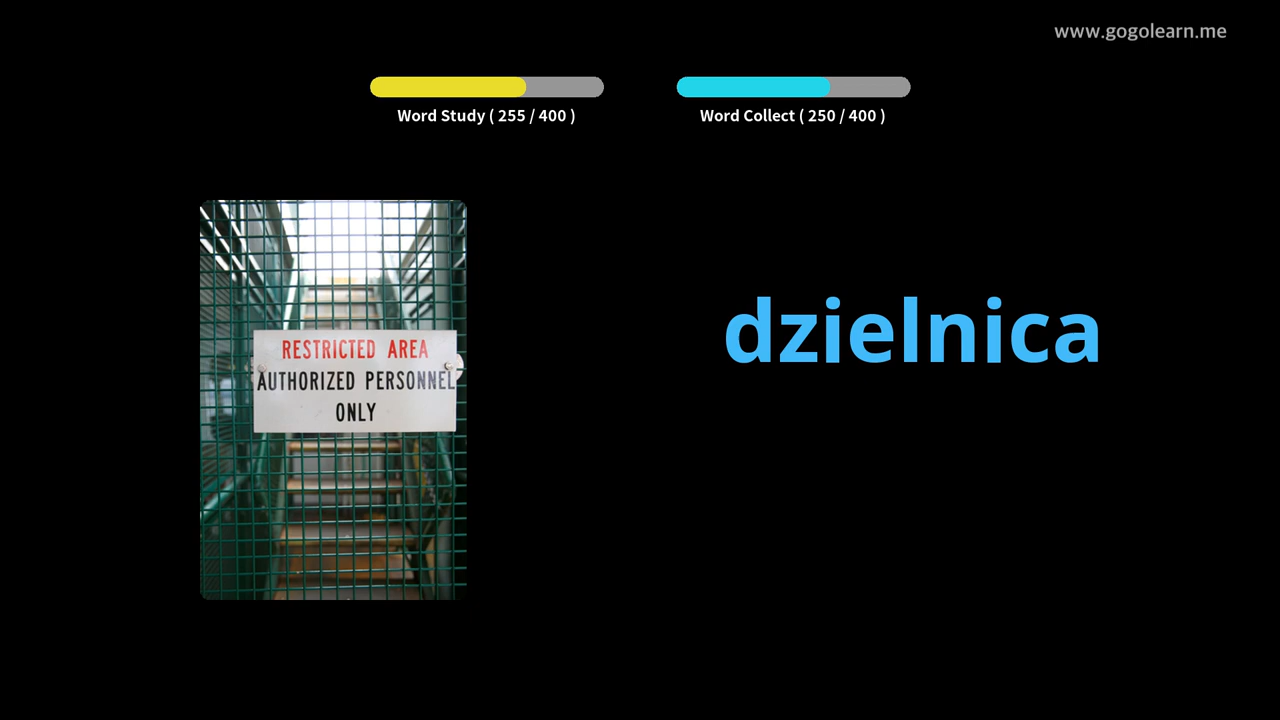 www.gogolearn.me
Word Study ( 255 / 400 )
Word Collect ( 250 / 400 )
RESTRICTED AREA
AUTHORIZED PERSONNEL
ONLY
dzielnica